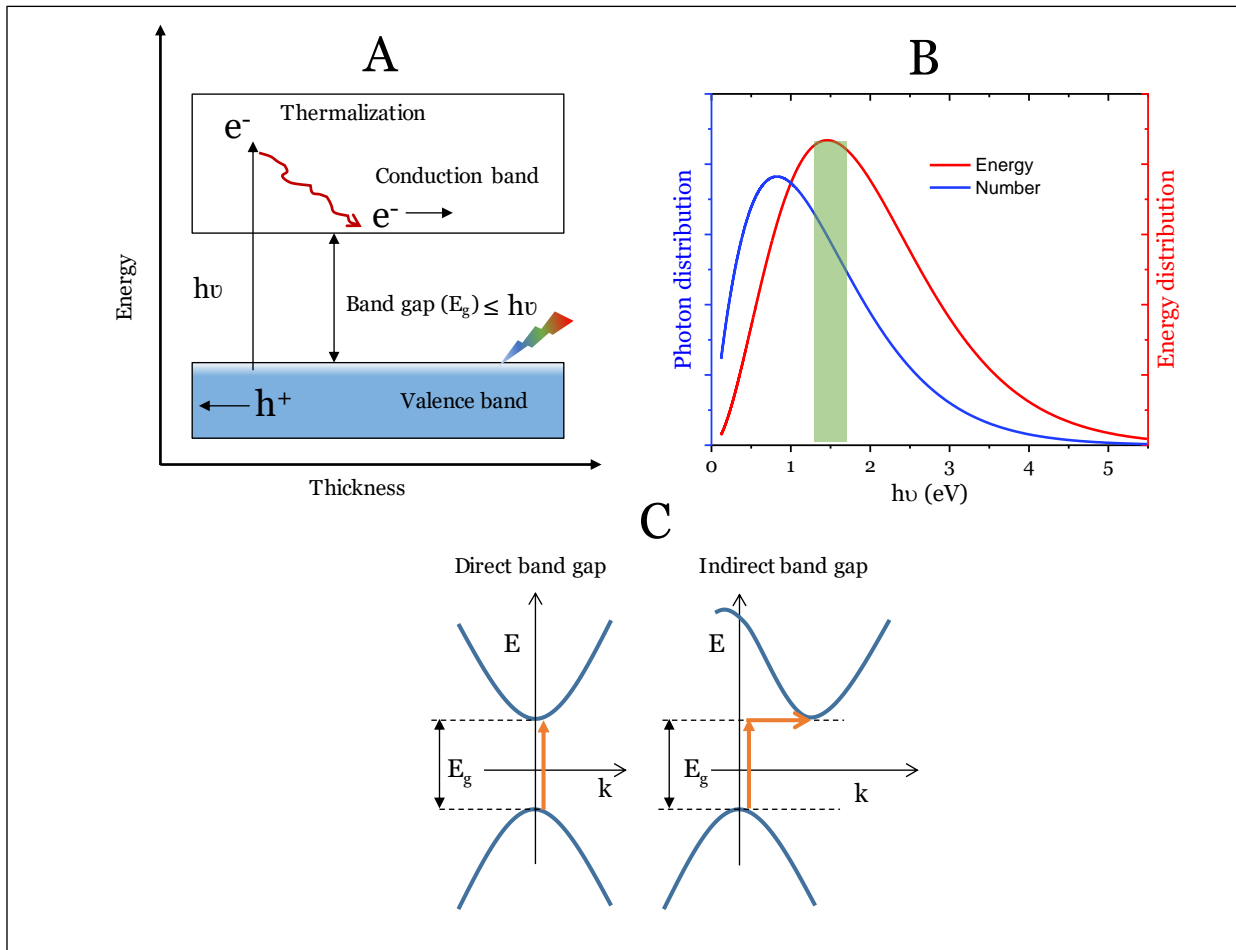 A
Energy
Thermalization
e-
Conduction band
e-
hυ
Band gap (Eg) ≤ hυ
h+
Valence band
Thickness
B
Photon distribution
Energy
Number
Energy distribution
0 1 2 3 4 5
hυ (eV)
C
Direct band gap
E
Eg
k
Indirect band gap
E
Eg
k